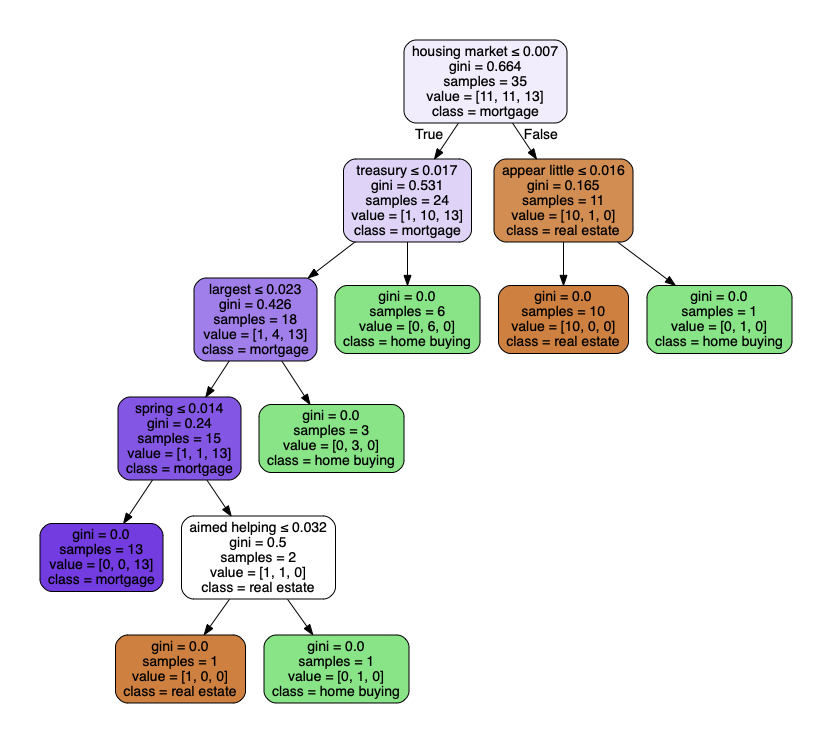 housing market ≤ 0.007
gini = 0.664
samples = 35
value = [11, 11, 13]
class = mortgage
True
False
treasury ≤ 0.017
gini = 0.531
samples = 24
value = [1, 10, 13]
class = mortgage
appear little ≤ 0.016
gini = 0.165
samples = 11
value = [10, 1, 0]
class = real estate
largest ≤ 0.023
gini = 0.426
samples = 18
value = [1, 4, 13]
class = mortgage
gini = 0.0
samples = 6
value = [0, 6, 0]
class = home buying
gini = 0.0
samples = 10
value = [10, 0, 0]
class = real estate
gini = 0.0
samples = 1
value = [0, 1, 0]
class = home buying
spring ≤ 0.014
gini = 0.24
samples = 15
value = [1, 1, 13]
class = mortgage
gini = 0.0
samples = 3
value = [0, 3, 0]
class = home buying
gini = 0.0
samples = 13
value = [0, 0, 13]
class = mortgage
aimed helping ≤ 0.032
gini = 0.5
samples = 2
value = [1, 1, 0]
class = real estate
gini = 0.0
samples = 1
value = [1, 0, 0]
class = real estate
gini = 0.0
samples = 1
value = [0, 1, 0]
class = home buying